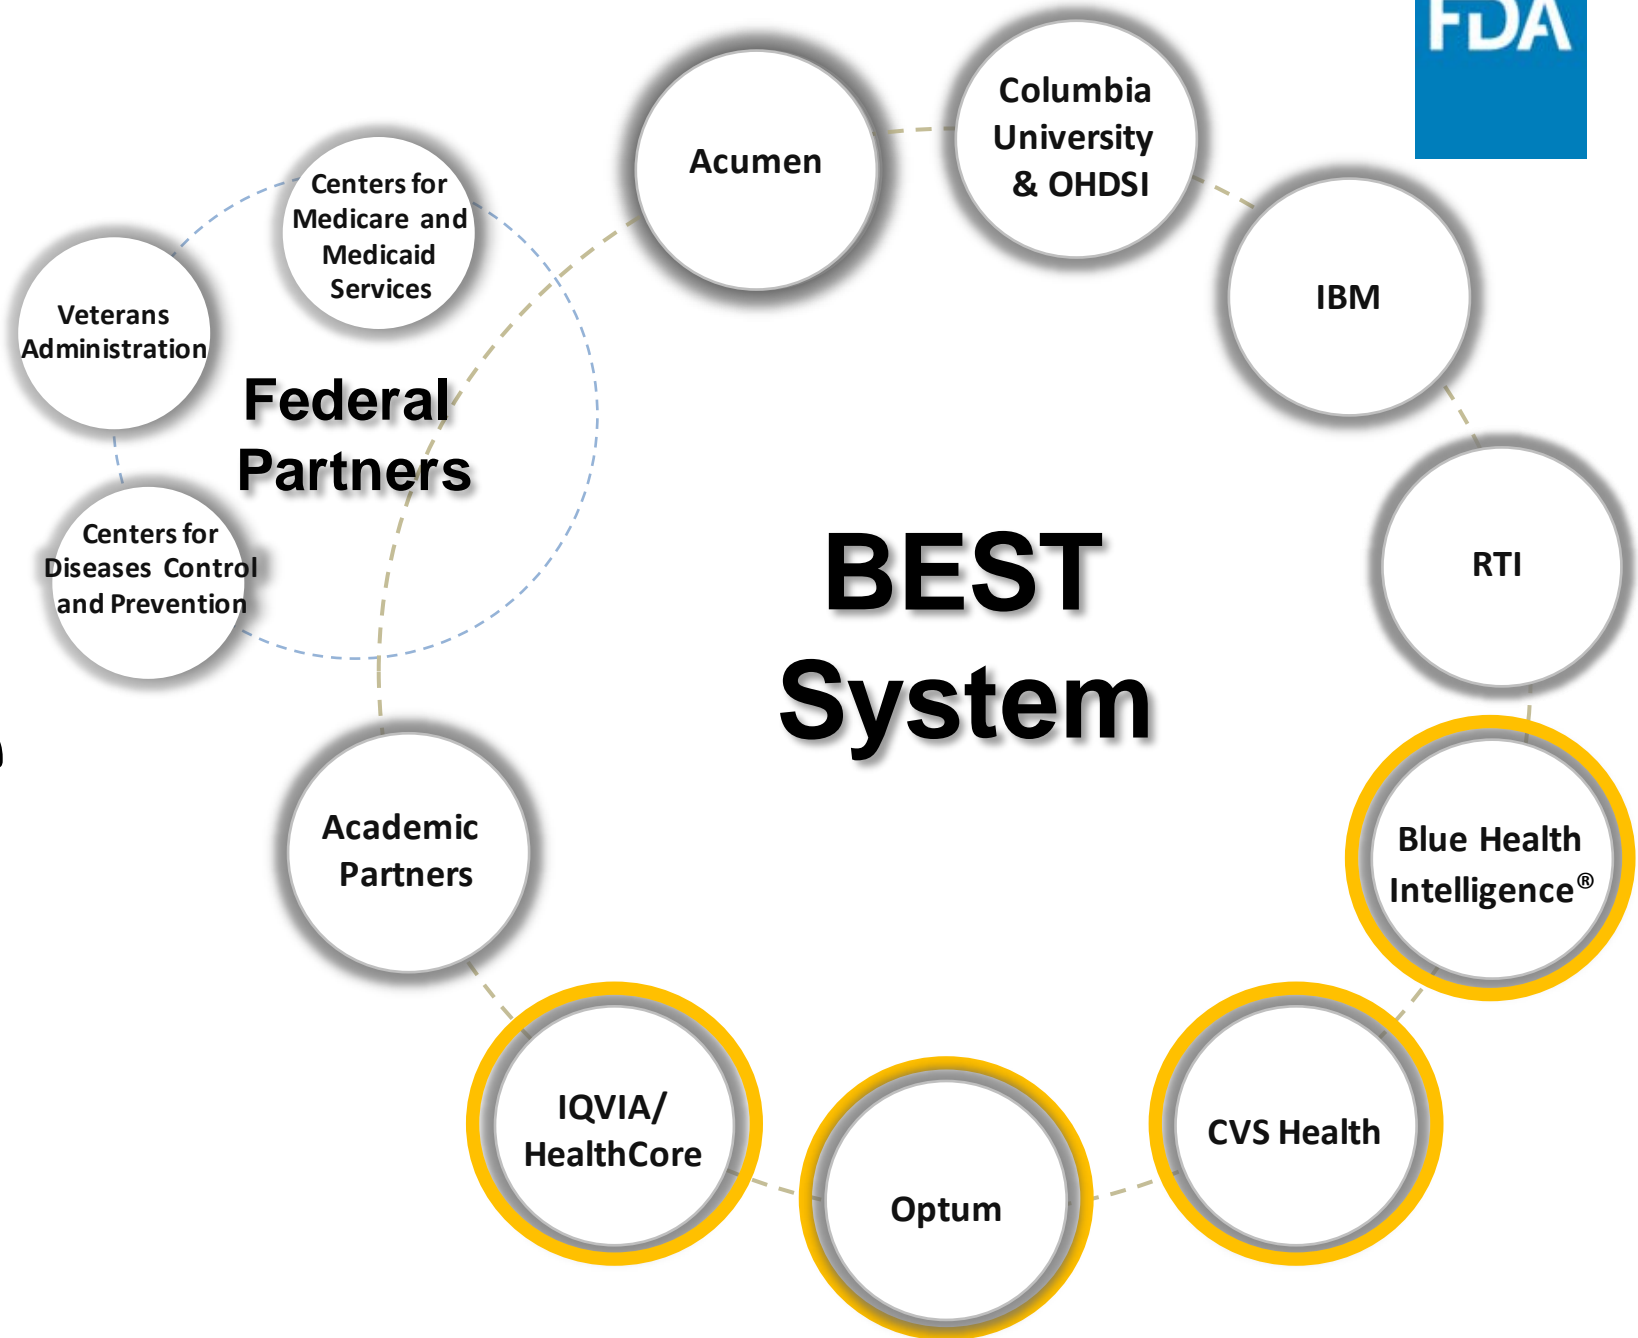 FDA
Columbia
University
& OHDSI
Acumen
Centers for
Medicare and
Medicaid
Services
Veterans
Administration
IBM
Federal
Partners
Centers for
Diseases Control
and Prevention
BEST
System
RTI
Academic
Partners
Blue Health
Intelligence®
IQVIA/
HealthCore
CVS Health
Optum